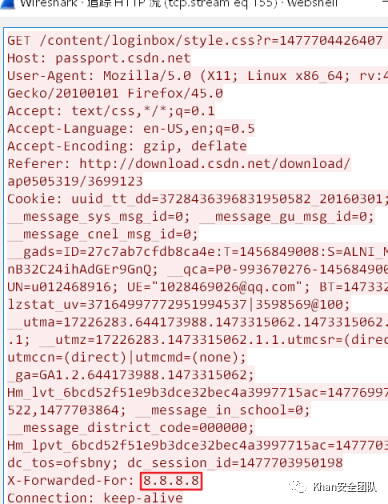 Wireshark · 追踪 HTTP 流 (tcp.stream eq 155) · webshell
GET /content/loginbox/style.css?r=1477704426407
Host: passport.csdn.net
User-Agent: Mozilla/5.0 (X11; Linux x86_64; rv:4
Gecko/20100101 Firefox/45.0
Accept: text/css,*/*;q=0.1
Accept-Language: en-US,en;q=0.5
Accept-Encoding: gzip, deflate
Referer: http://download.csdn.net/download/
ap0505319/3699123
Cookie: uuid_tt_dd=3728436396831950582_20160301;
__message_sys_msg_id=0; __message_gu_msg_id=0;
__message_cnel_msg_id=0;
__gads=ID=27c7ab7cfdb8ca4e:T=1456849008:S=ALNI_M
nB32C24ihAdGEr9GnQ; __qca=P0-993670276-145684900
UN=u012468916; UE="1028469026@qq.com"; BT=147332
lzstat_uv=37164997772951994537|3598569@100;
__utma=17226283.644173988.1473315062.1473315062.
.1; __utmz=17226283.1473315062.1.1.utmcsr=(direc
utmccn=(direct)|utmcmd=(none);
_ga=GA1.2.644173988.1473315062;
Hm_lvt_6bcd52f51e9b3dce32bec4a3997715ac=14776997
522,1477703864; __message_in_school=0;
__message_district_code=000000;
Hm_lpvt_6bcd52f51e9b3dce32bec4a3997715ac=1477703
dc_tos=ofsbny; dc_session_id=1477703950198
X-Forwarded-For: 8.8.8.8
Connection: keep-alive
Khan安全团队